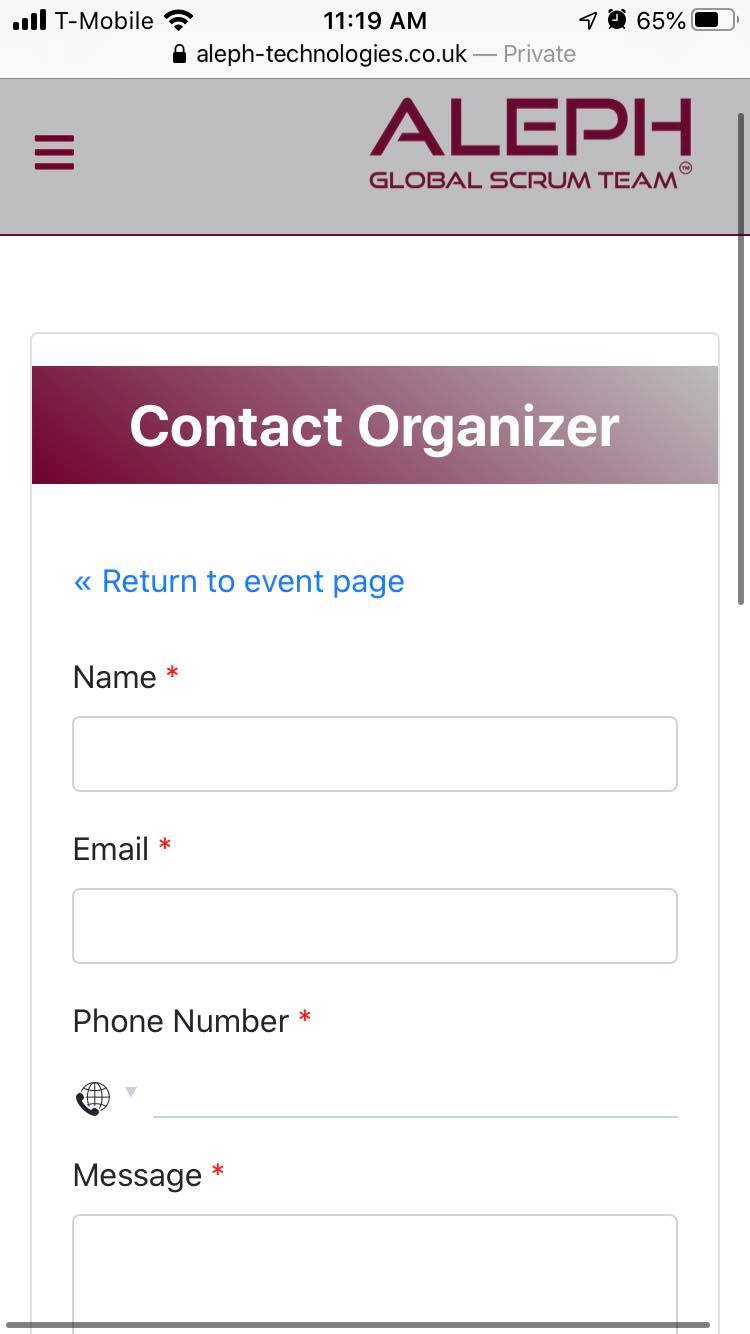 T-Mobile 11:19 AM 65%
aleph-technologies.co.uk — Private
ALEPH
GLOBAL SCRUM TEAM™
Contact Organizer
« Return to event page
Name *
Email *
Phone Number *
Message *